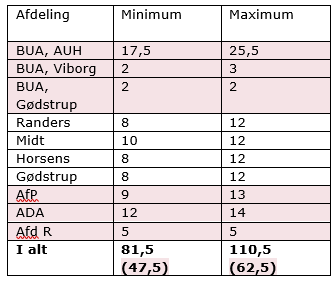 Afdeling Minimum Maximum
BUA, AUH 17,5 25,5
BUA, Viborg 2 3
BUA, 2 2
Gødstrup
Randers 8 12
Midt 10 12
Horsens 8 12
Gødstrup 8 12
AfP 9 13
ADA 12 14
Afd R 5 5
I alt 81,5 110,5
(47,5) (62,5)